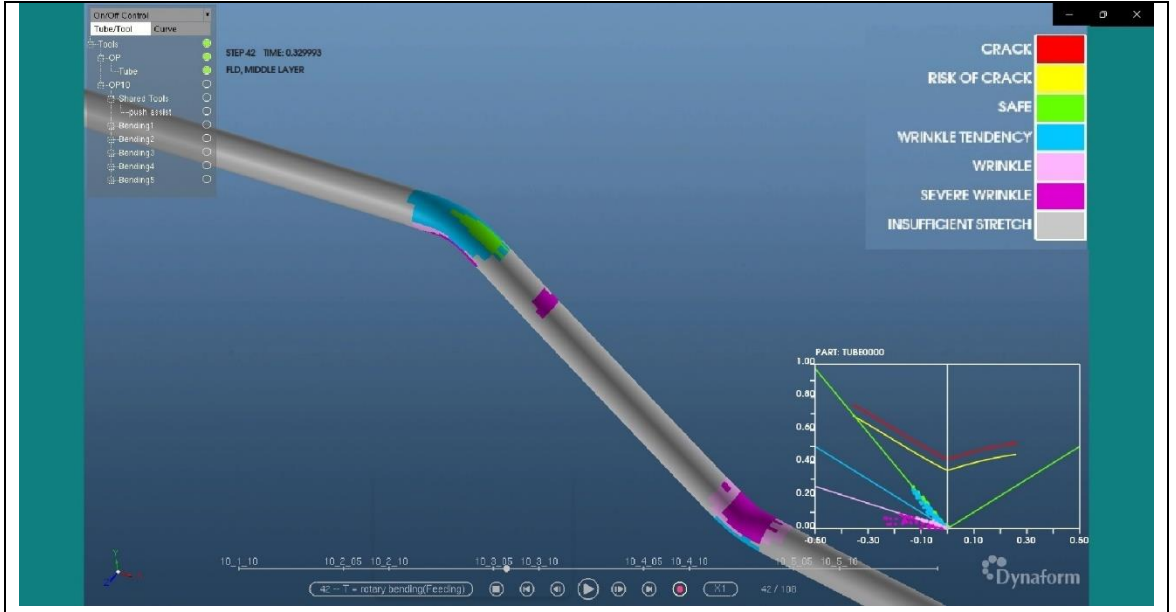 On/Off Control
Tube/Tool Curve
Tools
OP
Tube
OP10
Shared Tools
push assist
Bending1
Bending2
Bending3
Bending4
Bending5
STEP 42 TIME: 0.329993
FLD, MIDDLE LAYER
CRACK
RISK OF CRACK
SAFE
WRINKLE TENDENCY
WRINKLE
SEVERE WRINKLE
INSUFFICIENT STRETCH
PART: TUBE0000
1.00
0.80
0.60
0.40
0.20
0.00
-0.50 -0.30 -0.10 0.10 0.30 0.50
10_1_10 10_2_05 10_2_10 10_3_05 10_3_10 10_4_05 10_4_10 10_5_05 10_5_10
42 -- T = rotary bending(Feeding) X1 42 / 108
Dynaform